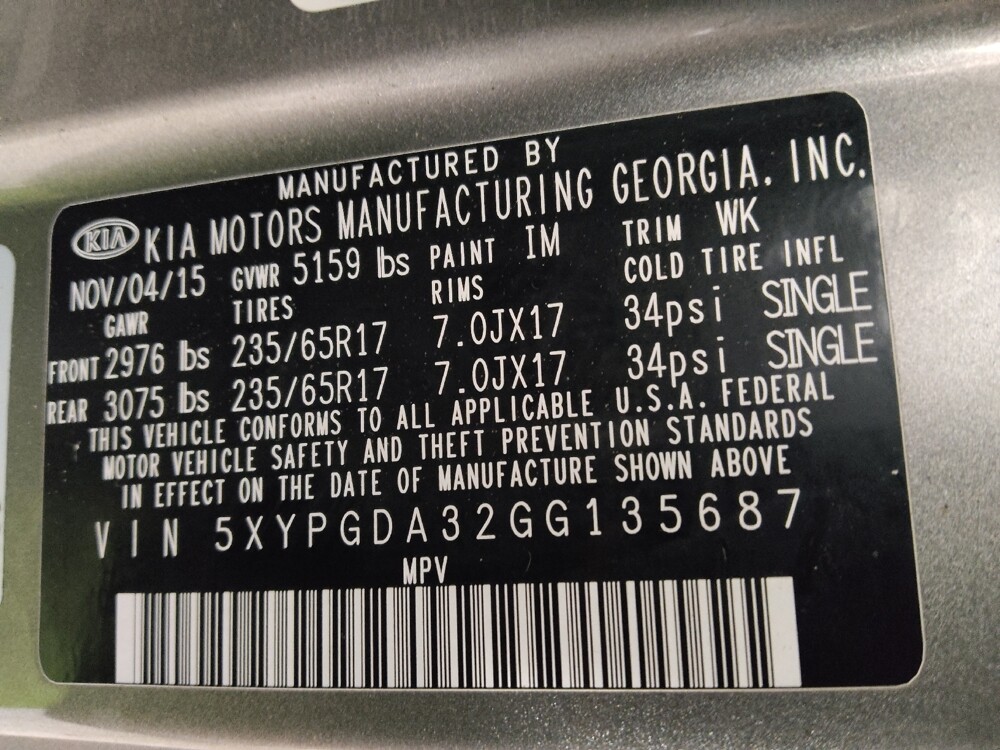 MANUFACTURED BY
KIA KIA MOTORS MANUFACTURING GEORGIA, INC.
NOV/04/15 GVWR 5159 lbs PAINT IM TRIM WK
GAWR TIRES RIMS COLD TIRE INFL
FRONT 2976 lbs 235/65R17 7.0JX17 34psi SINGLE
REAR 3075 lbs 235/65R17 7.0JX17 34psi SINGLE
THIS VEHICLE CONFORMS TO ALL APPLICABLE U.S.A. FEDERAL
MOTOR VEHICLE SAFETY AND THEFT PREVENTION STANDARDS
IN EFFECT ON THE DATE OF MANUFACTURE SHOWN ABOVE
VIN 5XYPGDA32GG135687
MPV